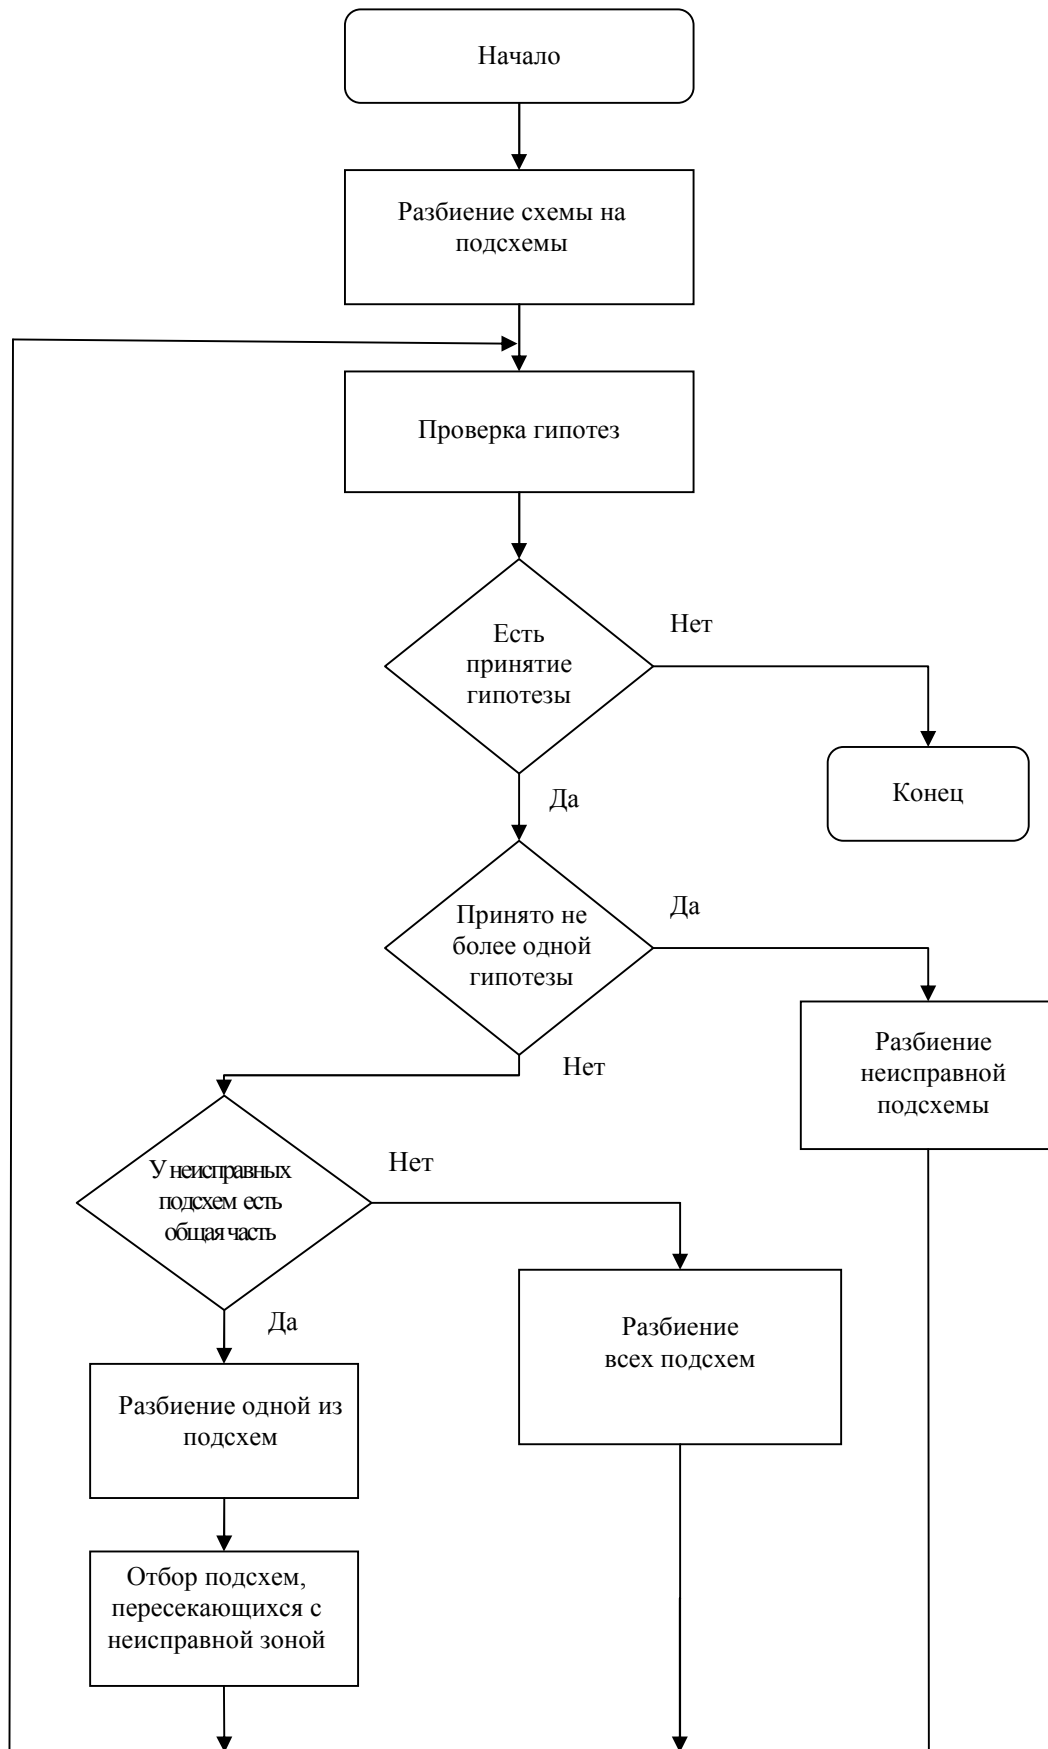 Начало
Разбиение схемы на
подсхемы
Проверка гипотез
Есть
принятие
гипотезы
Нет
Конец
Да
Принято не
более одной
гипотезы
Да
Разбиение
неисправной
подсхемы
Нет
У неисправных
подсхем есть
общая часть
Нет
Разбиение
всех подсхем
Да
Разбиение одной из
подсхем
Отбор подсхем,
пересекающихся с
неисправной зоной